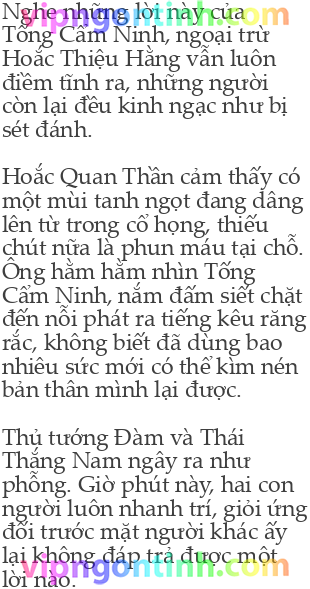 vipngontinh.com
Nghe những lời này của
Tống Cẩm Ninh, ngoại trừ
Hoắc Thiệu Hằng vẫn luôn
điềm tĩnh ra, những người
còn lại đều kinh ngạc như bị
sét đánh.
Hoắc Quan Thần cảm thấy có
một mùi tanh ngọt đang dâng
lên từ trong cổ họng, thiếu
chút nữa là phun máu tại chỗ.
Ông hằm hằm nhìn Tống
Cẩm Ninh, nắm đấm siết chặt
đến nỗi phát ra tiếng kêu răng
rắc, không biết đã dùng bao
nhiêu sức mới có thể kìm nén
bản thân mình lại được.
Thủ tướng Đàm và Thái
Thắng Nam ngây ra như
phỗng. Giờ phút này, hai con
người luôn nhanh trí, giỏi ứng
đối trước mặt người khác ấy
lại không đáp trả được một
lời nào.
vipngontinh.com